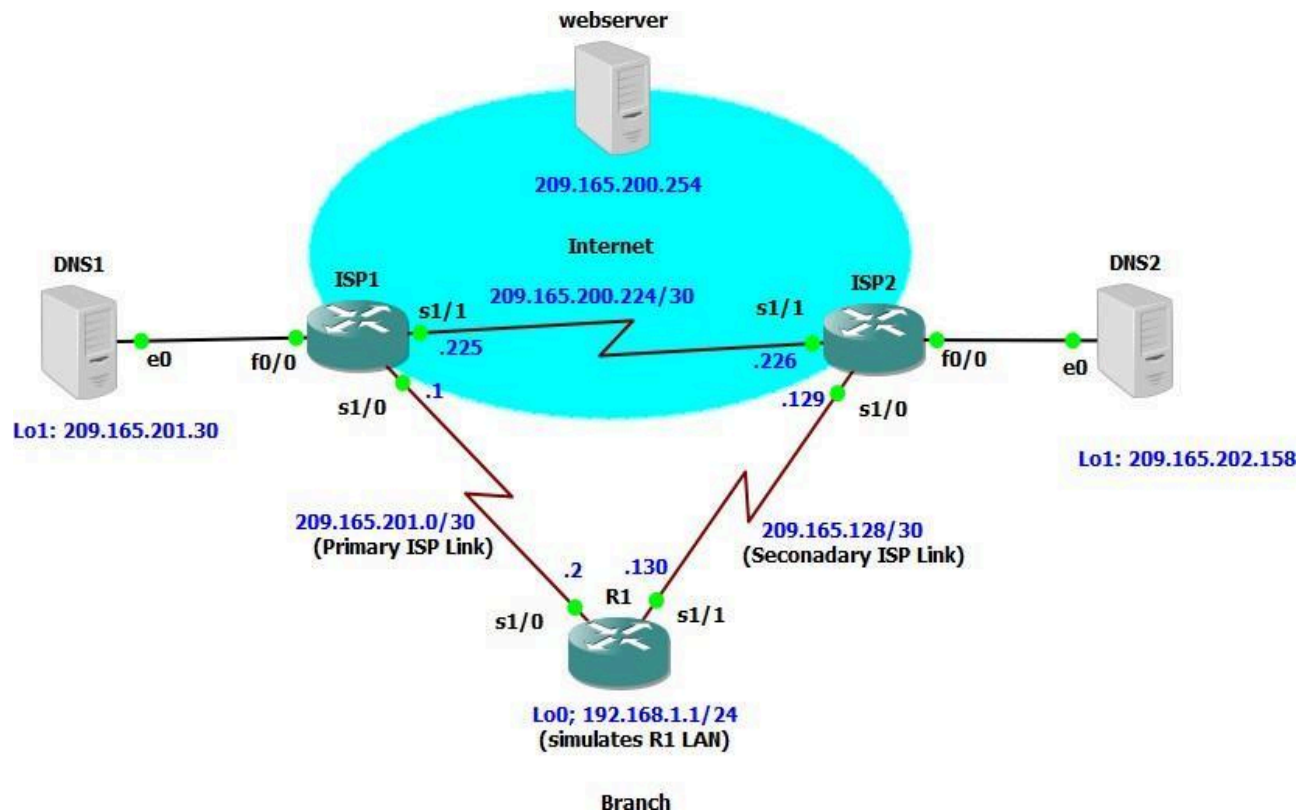 webserver
209.165.200.254
Internet
DNS1
ISP1
209.165.200.224/30
ISP2
DNS2
s1/1
s1/1
e0
f0/0
.225
.226
f0/0
e0
s1/0
.1
.129
s1/0
Lo1: 209.165.201.30
Lo1: 209.165.202.158
209.165.201.0/30
(Primary ISP Link)
209.165.128/30
(Seconadary ISP Link)
.2
.130
R1
s1/0
s1/1
Lo0; 192.168.1.1/24
(simulates R1 LAN)
Branch